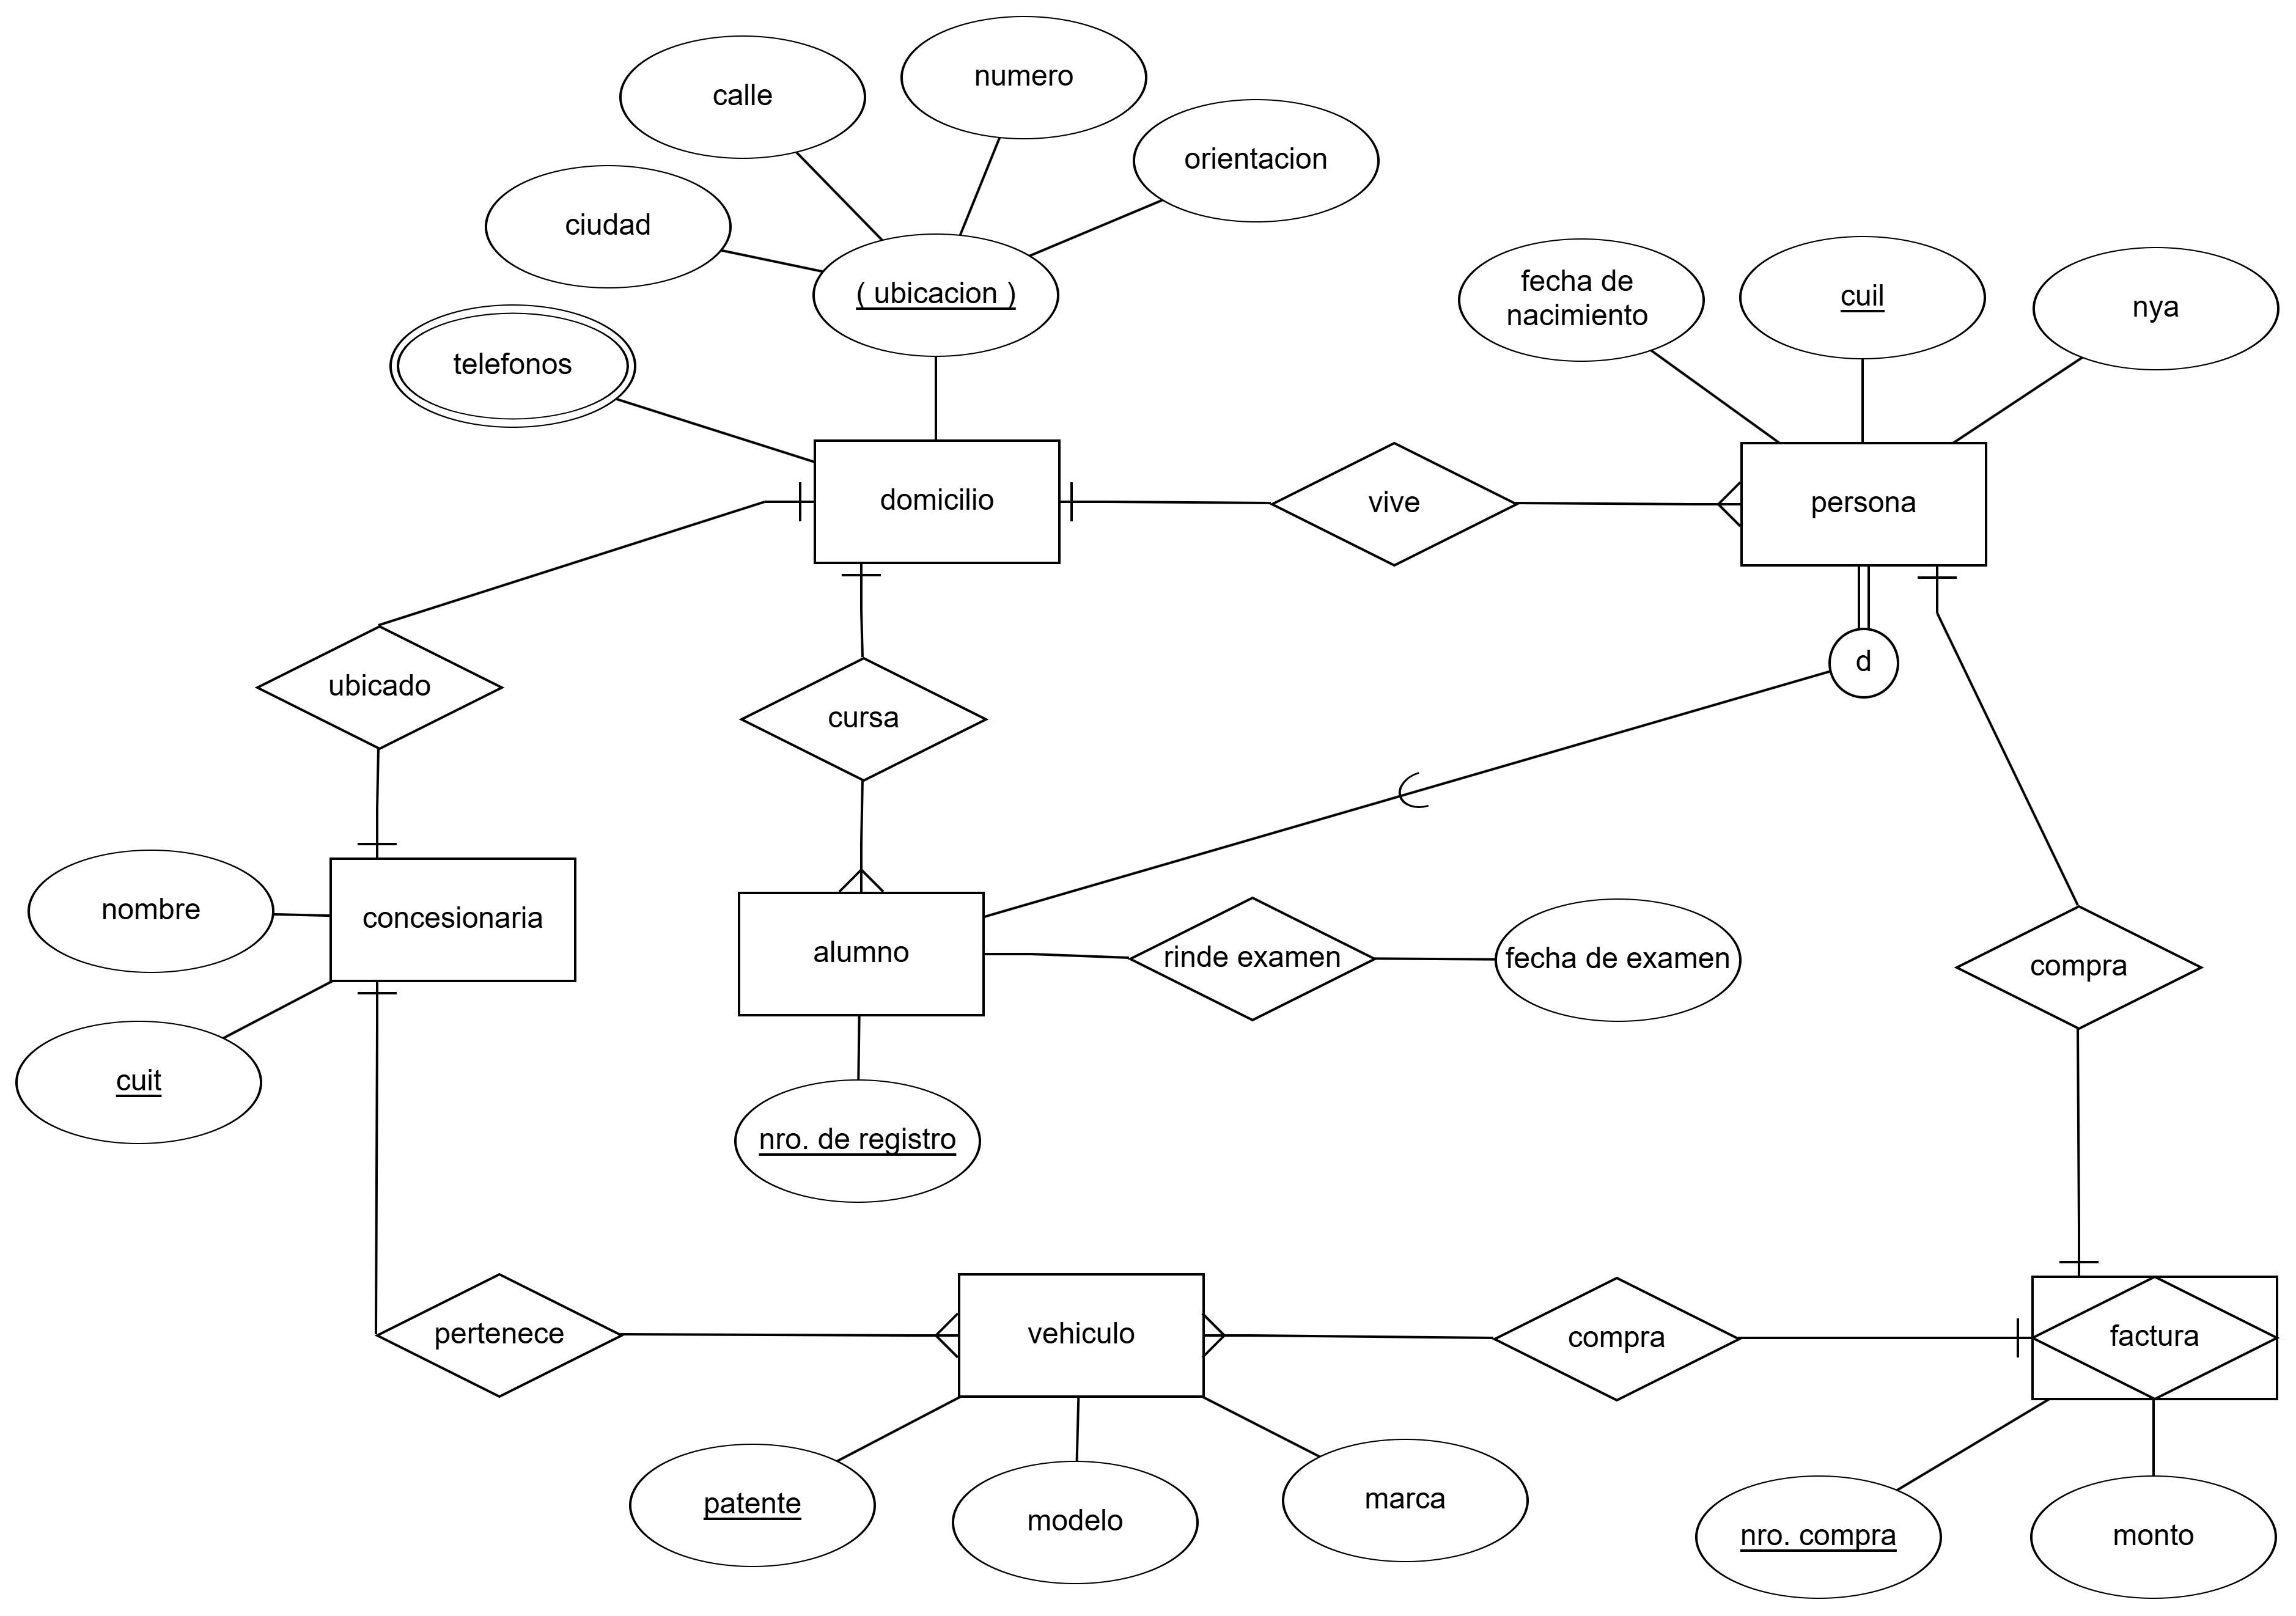 numero
calle
orientacion
ciudad
( ubicacion )
fecha de
nacimiento
cuil
nya
telefonos
domicilio
vive
persona
d
ubicado
cursa
nombre
concesionaria
alumno
rinde examen
fecha de examen
compra
cuit
nro. de registro
pertenece
vehiculo
compra
factura
patente
modelo
marca
nro. compra
monto